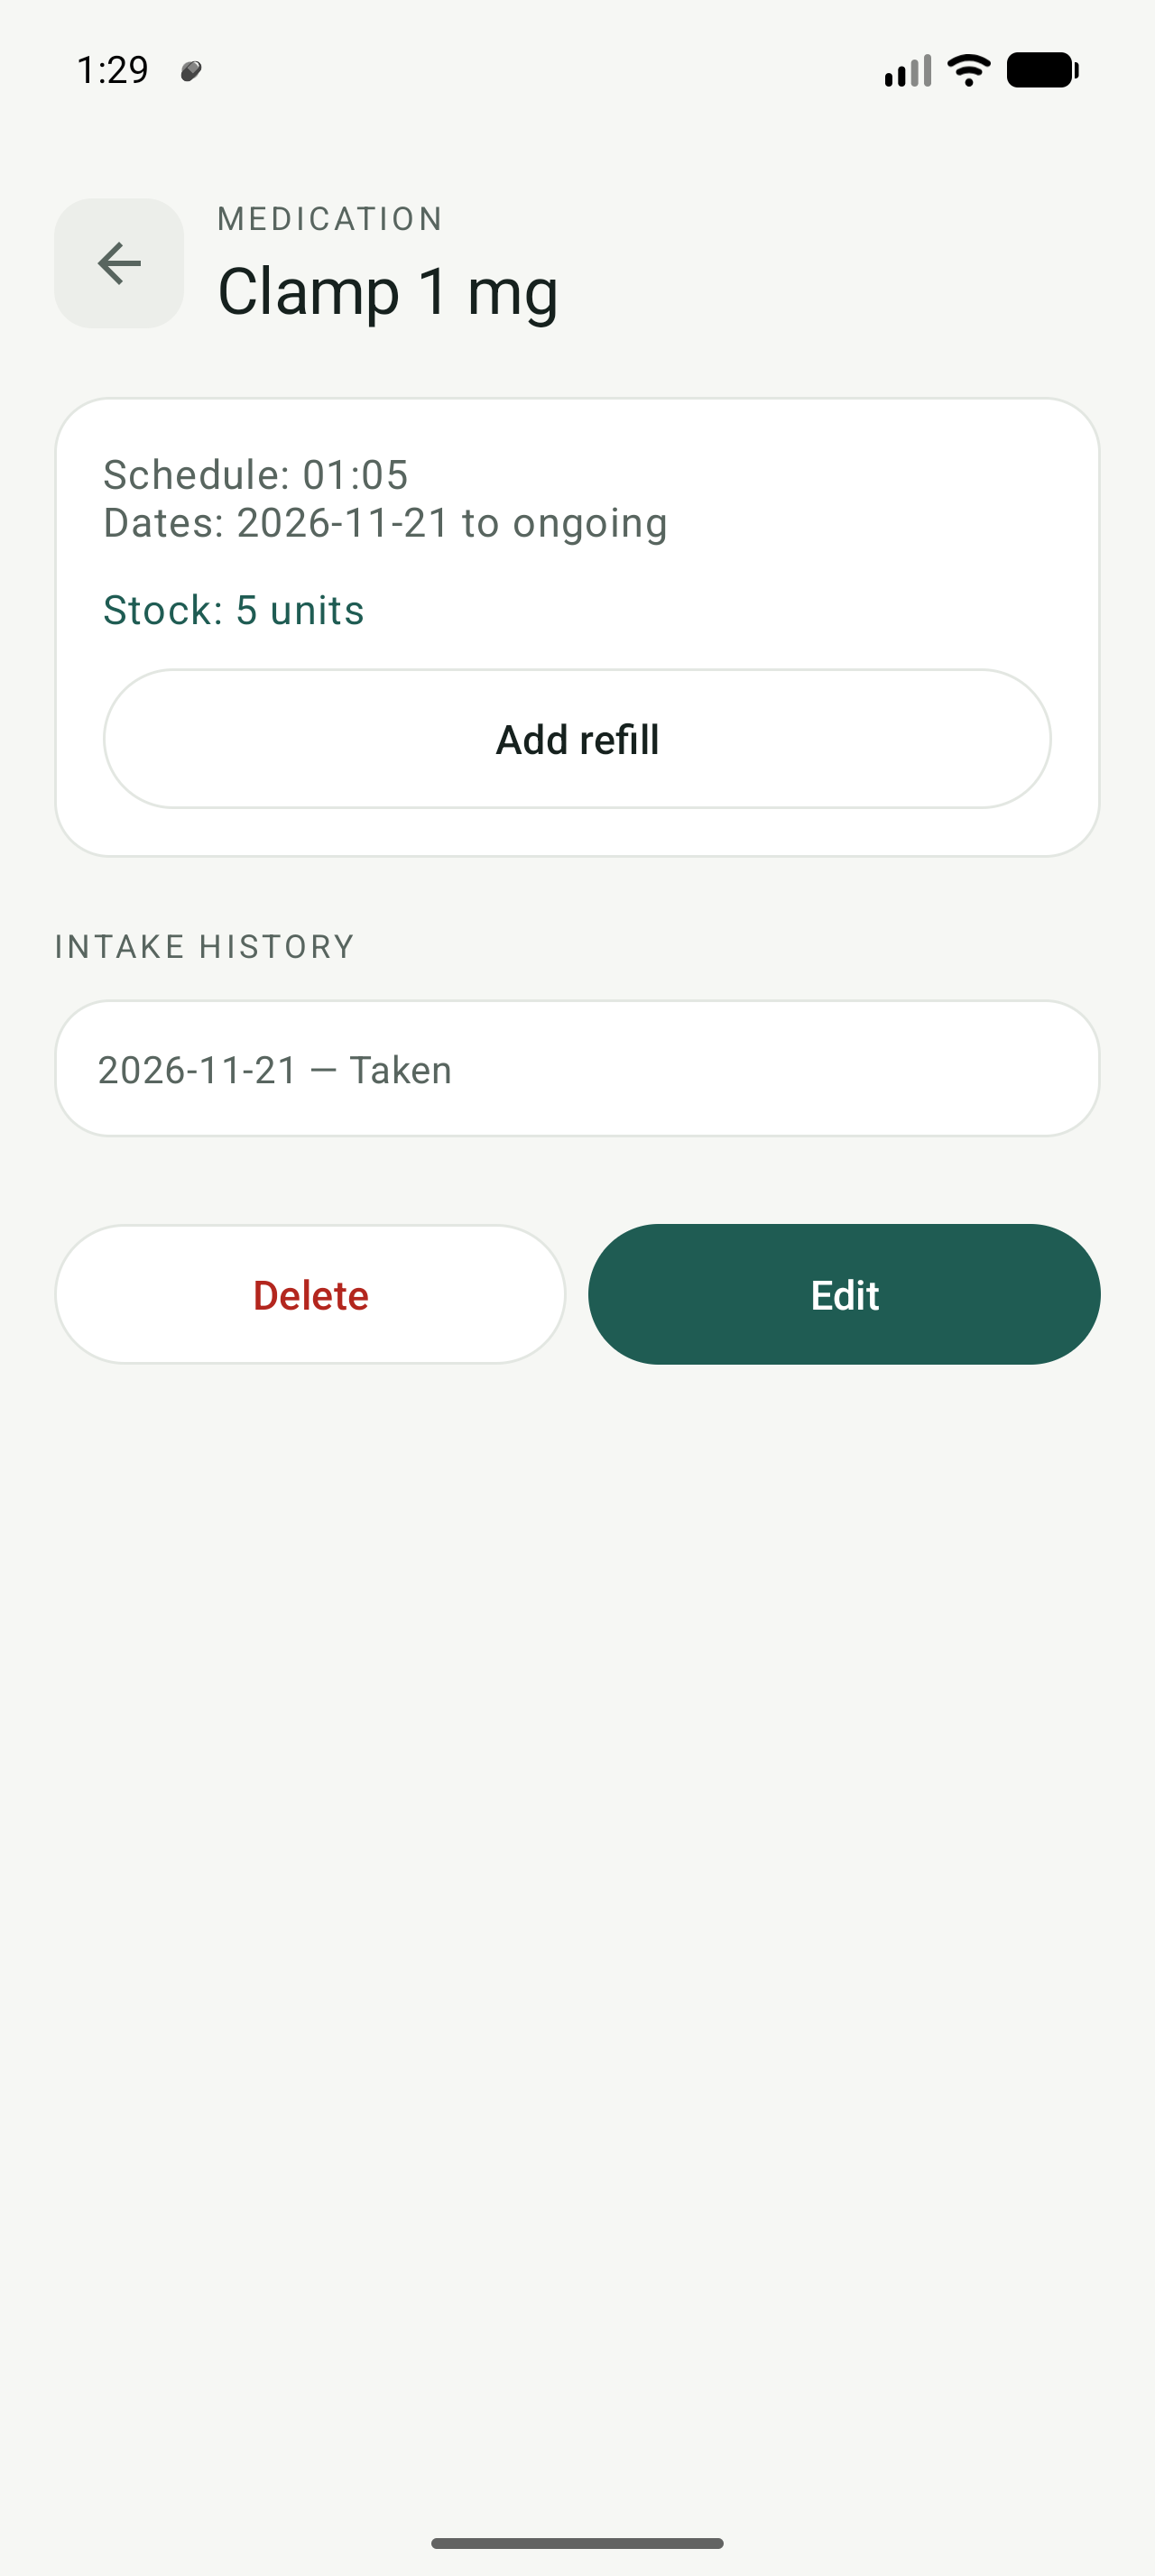 1:29
MEDICATION
Clamp 1 mg
Schedule: 01:05
Dates: 2026-11-21 to ongoing
Stock: 5 units
Add refill
INTAKE HISTORY
2026-11-21 — Taken
Delete
Edit